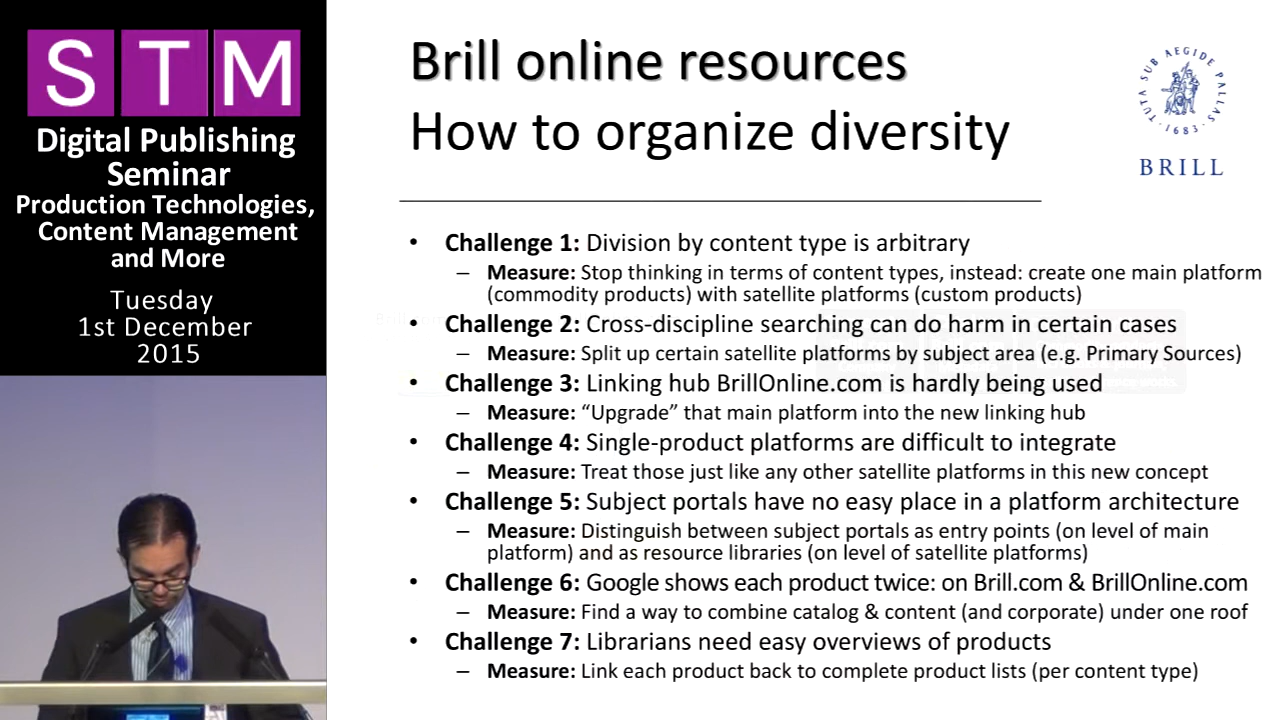 STM
Digital Publishing
Seminar
Production Technologies,
Content Management
and More
Tuesday
1st December
2015
Brill online resources
How to organize diversity
TUTA SUB AEGIDE PALLAS
· 1683 ·
BRILL
• Challenge 1: Division by content type is arbitrary
– Measure: Stop thinking in terms of content types, instead: create one main platform
(commodity products) with satellite platforms (custom products)
• Challenge 2: Cross-discipline searching can do harm in certain cases
– Measure: Split up certain satellite platforms by subject area (e.g. Primary Sources)
• Challenge 3: Linking hub BrillOnline.com is hardly being used
– Measure: “Upgrade” that main platform into the new linking hub
• Challenge 4: Single-product platforms are difficult to integrate
– Measure: Treat those just like any other satellite platforms in this new concept
• Challenge 5: Subject portals have no easy place in a platform architecture
– Measure: Distinguish between subject portals as entry points (on level of main
platform) and as resource libraries (on level of satellite platforms)
• Challenge 6: Google shows each product twice: on Brill.com & BrillOnline.com
– Measure: Find a way to combine catalog & content (and corporate) under one roof
• Challenge 7: Librarians need easy overviews of products
– Measure: Link each product back to complete product lists (per content type)